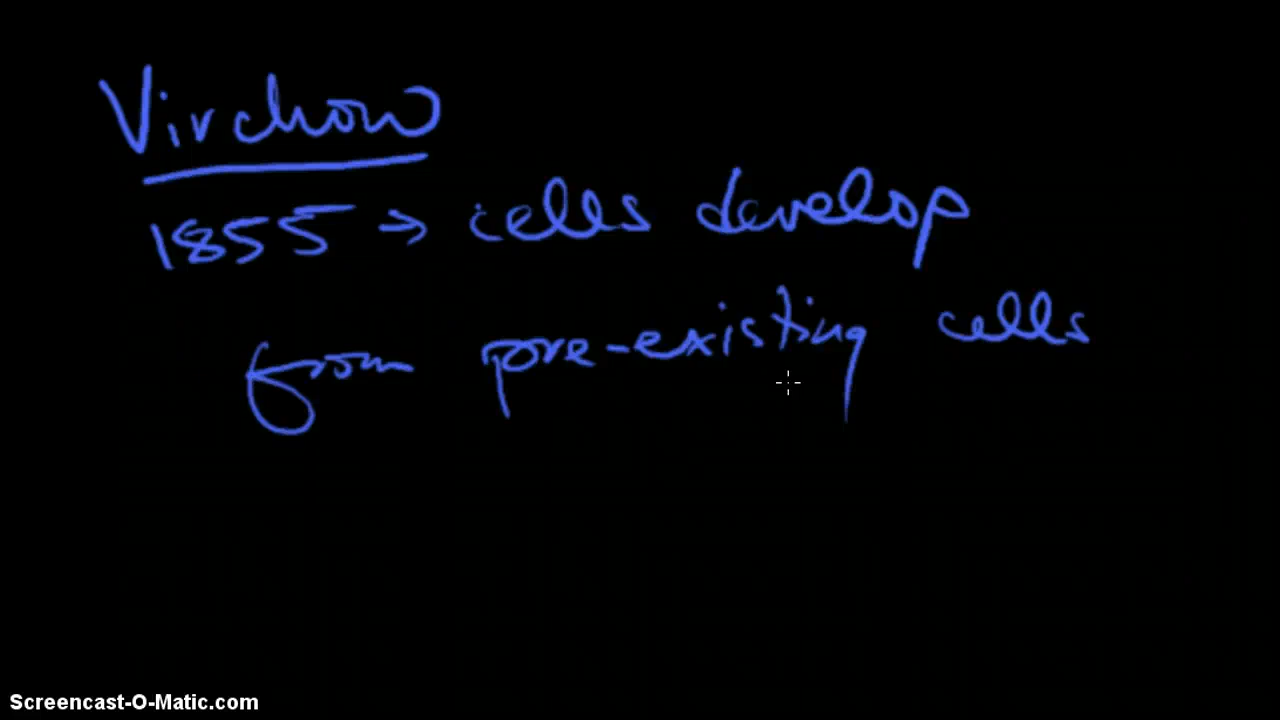 Virchow
1855 → cells develop
from pre-existing cells
Screencast-O-Matic.com